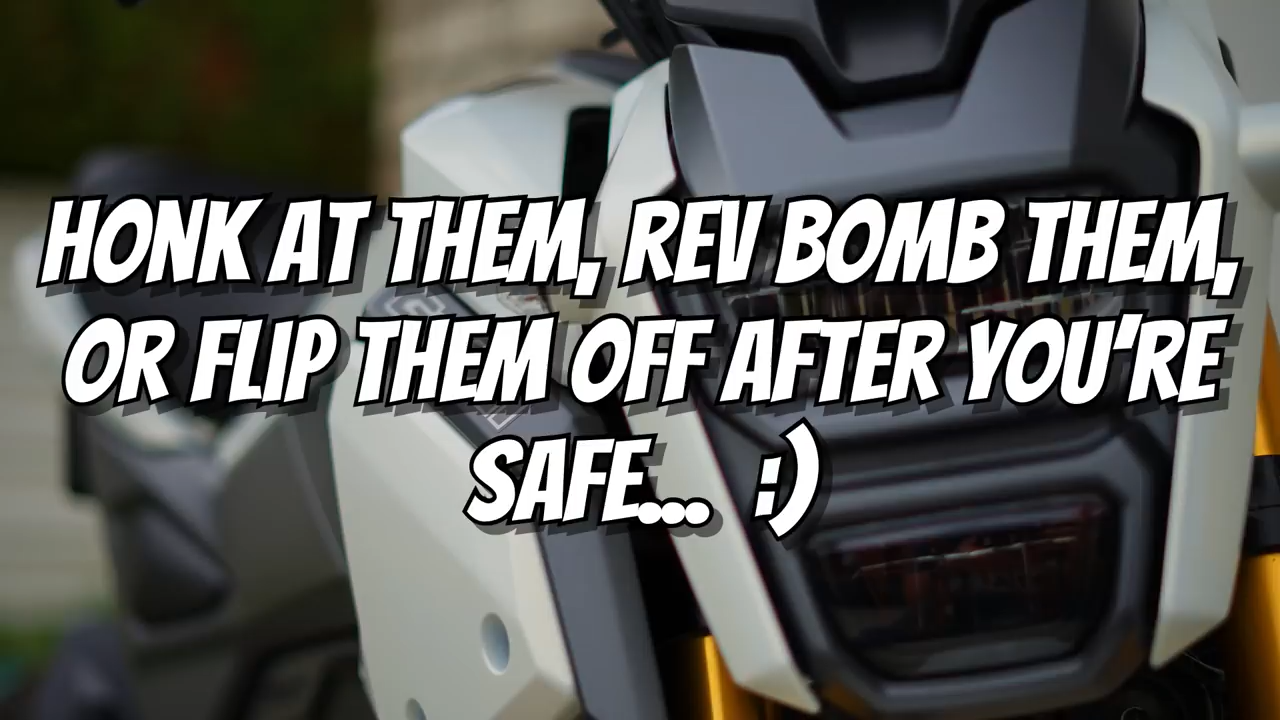 HONK AT THEM, REV BOMB THEM,
OR FLIP THEM OFF AFTER YOU'RE
SAFE... :)